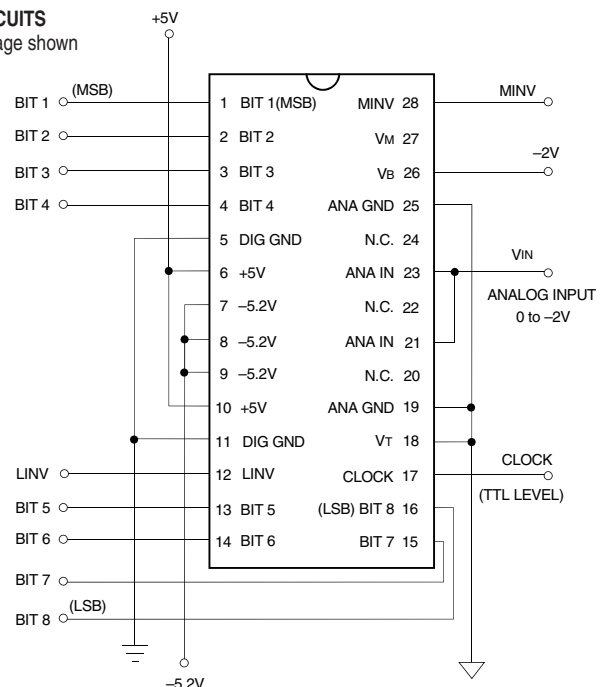 CUITS
age shown
+5V
BIT 1 (MSB)
BIT 2
BIT 3
BIT 4
LINV
BIT 5
BIT 6
BIT 7
BIT 8 (LSB)
1 BIT 1(MSB)
2 BIT 2
3 BIT 3
4 BIT 4
5 DIG GND
6 +5V
7 –5.2V
8 –5.2V
9 –5.2V
10 +5V
11 DIG GND
12 LINV
13 BIT 5
14 BIT 6
MINV 28
VM 27
VB 26
ANA GND 25
N.C. 24
ANA IN 23
N.C. 22
ANA IN 21
N.C. 20
ANA GND 19
VT 18
CLOCK 17
(LSB) BIT 8 16
BIT 7 15
MINV
–2V
VIN
ANALOG INPUT
0 to –2V
CLOCK
(TTL LEVEL)
–5.2V